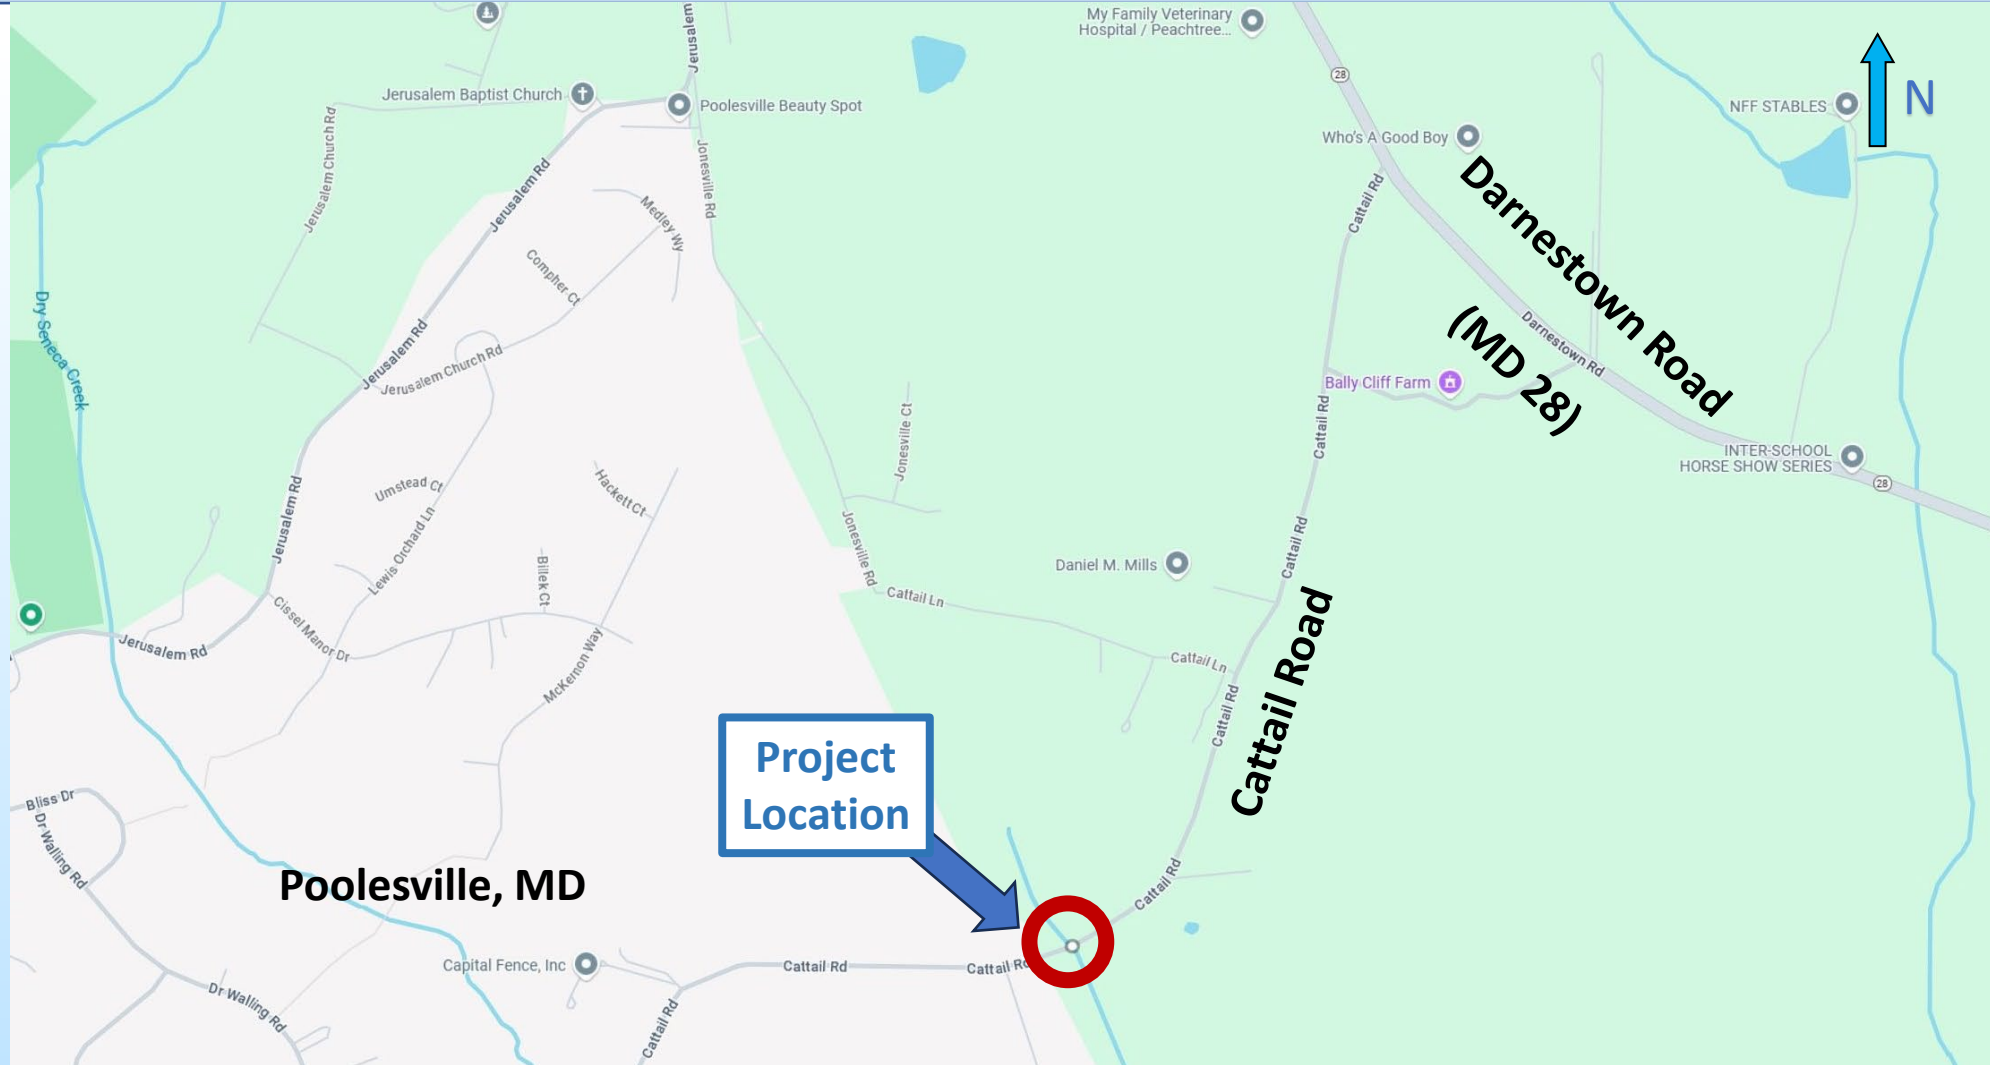 My Family Veterinary
Hospital / Peachtree...
Jerusalem
28
N
Jerusalem Baptist Church
Poolesville Beauty Spot
NFF STABLES
Who's A Good Boy
Jerusalem Church Rd
Jerusalem Rd
Jonesville Rd
Medley Wy
Cattail Rd
Darnestown Road
(MD 28)
Compher Ct
Dry Seneca Creek
Jerusalem Rd
Jerusalem Church Rd
Darnestown Rd
Bally Cliff Farm
Cattail Rd
Jonesville Ct
INTER-SCHOOL
HORSE SHOW SERIES
28
Umstead Ct
Hackett Ct
Jerusalem Rd
Lewis Orchard Ln
Jonesville Rd
Billek Ct
Cattail Rd
Daniel M. Mills
Cattail Ln
Cissel Manor Dr
Jerusalem Rd
McKernon Way
Cattail Ln
Cattail Rd
Cattail Road
Project
Location
Bliss Dr
Dr Walling Rd
Poolesville, MD
Cattail Rd
Capital Fence, Inc
Cattail Rd
Cattail Rd
Dr Walling Rd
Cattail Rd